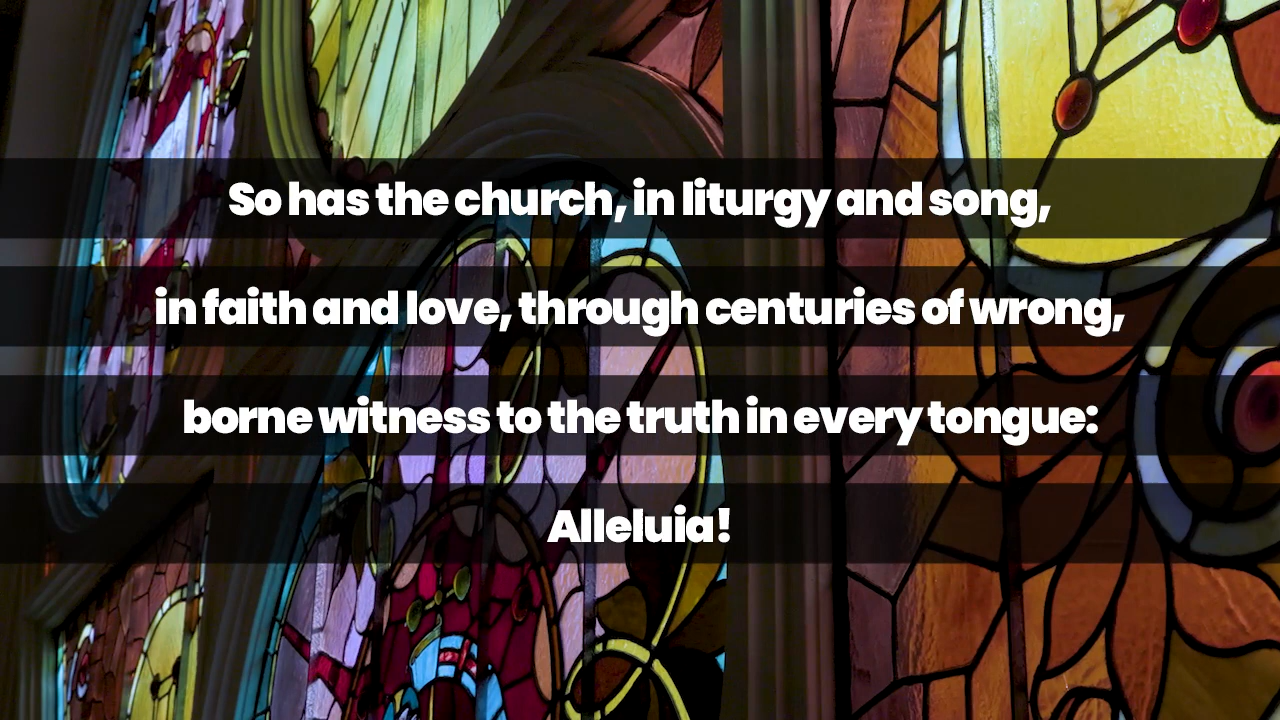 So has the church, in liturgy and song,
in faith and love, through centuries of wrong,
borne witness to the truth in every tongue:
Alleluia!